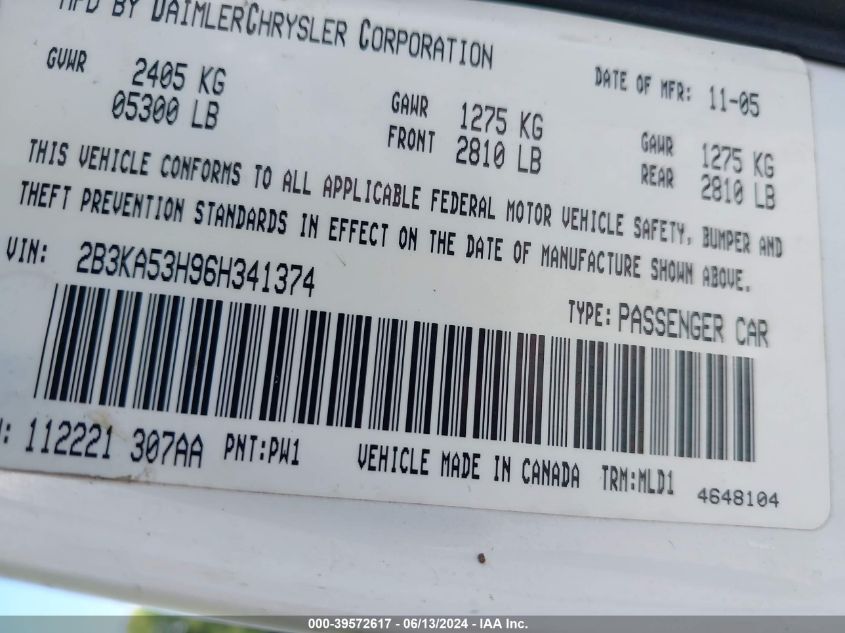 MFD BY DAIMLERCHRYSLER CORPORATION
DATE OF MFR: 11-05
GVWR 2405 KG
05300 LB
GAWR FRONT 1275 KG
2810 LB
GAWR REAR 1275 KG
2810 LB
THIS VEHICLE CONFORMS TO ALL APPLICABLE FEDERAL MOTOR VEHICLE SAFETY, BUMPER AND
THEFT PREVENTION STANDARDS IN EFFECT ON THE DATE OF MANUFACTURE SHOWN ABOVE.
VIN: 2B3KA53H96H341374
TYPE: PASSENGER CAR
: 112221 307AA PNT:PW1 VEHICLE MADE IN CANADA TRM:MLD1 4648104
000-39572617 - 06/13/2024 - IAA Inc.